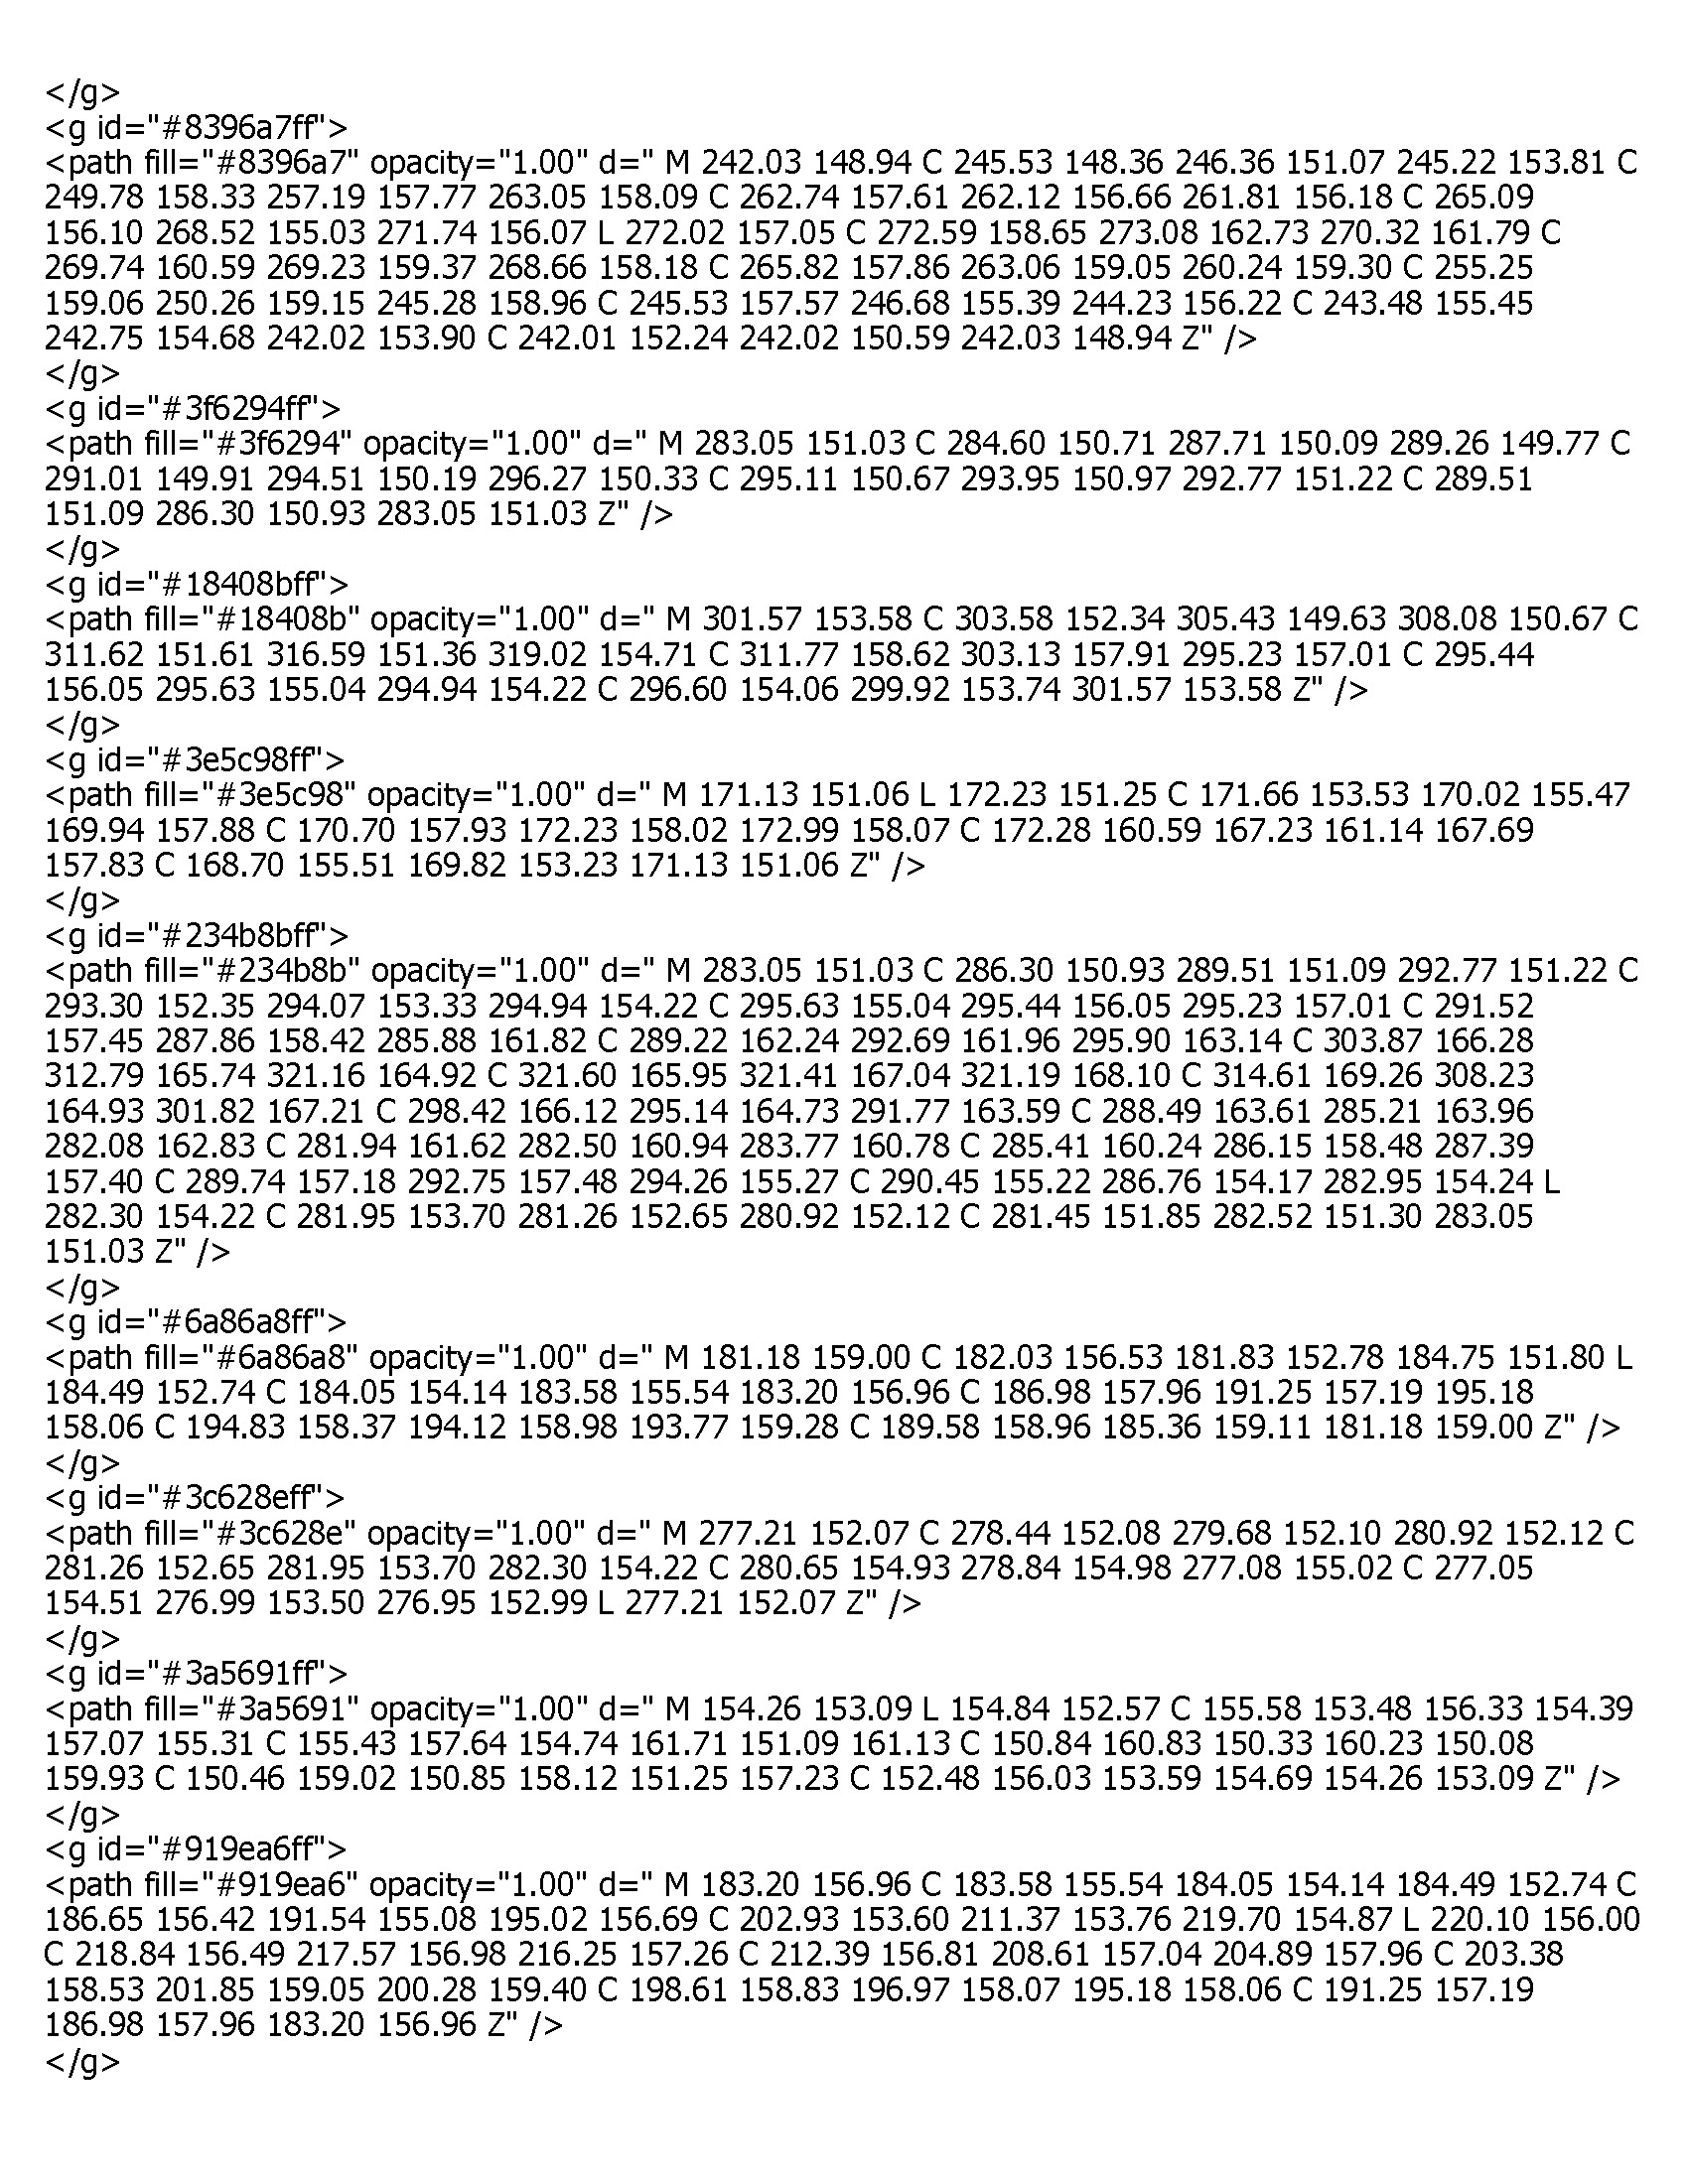 </g>
<g id="#8396a7ff">
<path fill="#8396a7" opacity="1.00" d=" M 242.03 148.94 C 245.53 148.36 246.36 151.07 245.22 153.81 C
249.78 158.33 257.19 157.77 263.05 158.09 C 262.74 157.61 262.12 156.66 261.81 156.18 C 265.09
156.10 268.52 155.03 271.74 156.07 L 272.02 157.05 C 272.59 158.65 273.08 162.73 270.32 161.79 C
269.74 160.59 269.23 159.37 268.66 158.18 C 265.82 157.86 263.06 159.05 260.24 159.30 C 255.25
159.06 250.26 159.15 245.28 158.96 C 245.53 157.57 246.68 155.39 244.23 156.22 C 243.48 155.45
242.75 154.68 242.02 153.90 C 242.01 152.24 242.02 150.59 242.03 148.94 Z" />
</g>
<g id="#3f6294ff">
<path fill="#3f6294" opacity="1.00" d=" M 283.05 151.03 C 284.60 150.71 287.71 150.09 289.26 149.77 C
291.01 149.91 294.51 150.19 296.27 150.33 C 295.11 150.67 293.95 150.97 292.77 151.22 C 289.51
151.09 286.30 150.93 283.05 151.03 Z" />
</g>
<g id="#18408bff">
<path fill="#18408b" opacity="1.00" d=" M 301.57 153.58 C 303.58 152.34 305.43 149.63 308.08 150.67 C
311.62 151.61 316.59 151.36 319.02 154.71 C 311.77 158.62 303.13 157.91 295.23 157.01 C 295.44
156.05 295.63 155.04 294.94 154.22 C 296.60 154.06 299.92 153.74 301.57 153.58 Z" />
</g>
<g id="#3e5c98ff">
<path fill="#3e5c98" opacity="1.00" d=" M 171.13 151.06 L 172.23 151.25 C 171.66 153.53 170.02 155.47
169.94 157.88 C 170.70 157.93 172.23 158.02 172.99 158.07 C 172.28 160.59 167.23 161.14 167.69
157.83 C 168.70 155.51 169.82 153.23 171.13 151.06 Z" />
</g>
<g id="#234b8bff">
<path fill="#234b8b" opacity="1.00" d=" M 283.05 151.03 C 286.30 150.93 289.51 151.09 292.77 151.22 C
293.30 152.35 294.07 153.33 294.94 154.22 C 295.63 155.04 295.44 156.05 295.23 157.01 C 291.52
157.45 287.86 158.42 285.88 161.82 C 289.22 162.24 292.69 161.96 295.90 163.14 C 303.87 166.28
312.79 165.74 321.16 164.92 C 321.60 165.95 321.41 167.04 321.19 168.10 C 314.61 169.26 308.23
164.93 301.82 167.21 C 298.42 166.12 295.14 164.73 291.77 163.59 C 288.49 163.61 285.21 163.96
282.08 162.83 C 281.94 161.62 282.50 160.94 283.77 160.78 C 285.41 160.24 286.15 158.48 287.39
157.40 C 289.74 157.18 292.75 157.48 294.26 155.27 C 290.45 155.22 286.76 154.17 282.95 154.24 L
282.30 154.22 C 281.95 153.70 281.26 152.65 280.92 152.12 C 281.45 151.85 282.52 151.30 283.05
151.03 Z" />
</g>
<g id="#6a86a8ff">
<path fill="#6a86a8" opacity="1.00" d=" M 181.18 159.00 C 182.03 156.53 181.83 152.78 184.75 151.80 L
184.49 152.74 C 184.05 154.14 183.58 155.54 183.20 156.96 C 186.98 157.96 191.25 157.19 195.18
158.06 C 194.83 158.37 194.12 158.98 193.77 159.28 C 189.58 158.96 185.36 159.11 181.18 159.00 Z" />
</g>
<g id="#3c628eff">
<path fill="#3c628e" opacity="1.00" d=" M 277.21 152.07 C 278.44 152.08 279.68 152.10 280.92 152.12 C
281.26 152.65 281.95 153.70 282.30 154.22 C 280.65 154.93 278.84 154.98 277.08 155.02 C 277.05
154.51 276.99 153.50 276.95 152.99 L 277.21 152.07 Z" />
</g>
<g id="#3a5691ff">
<path fill="#3a5691" opacity="1.00" d=" M 154.26 153.09 L 154.84 152.57 C 155.58 153.48 156.33 154.39
157.07 155.31 C 155.43 157.64 154.74 161.71 151.09 161.13 C 150.84 160.83 150.33 160.23 150.08
159.93 C 150.46 159.02 150.85 158.12 151.25 157.23 C 152.48 156.03 153.59 154.69 154.26 153.09 Z" />
</g>
<g id="#919ea6ff">
<path fill="#919ea6" opacity="1.00" d=" M 183.20 156.96 C 183.58 155.54 184.05 154.14 184.49 152.74 C
186.65 156.42 191.54 155.08 195.02 156.69 C 202.93 153.60 211.37 153.76 219.70 154.87 L 220.10 156.00
C 218.84 156.49 217.57 156.98 216.25 157.26 C 212.39 156.81 208.61 157.04 204.89 157.96 C 203.38
158.53 201.85 159.05 200.28 159.40 C 198.61 158.83 196.97 158.07 195.18 158.06 C 191.25 157.19
186.98 157.96 183.20 156.96 Z" />
</g>